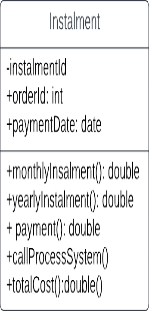 Instalment
-instalmentId
+orderId: int
+paymentDate: date
+monthlyInsalment(): double
+yearlyInstalment(): double
+ payment(): double
+callProcessSystem()
+totalCost():double()